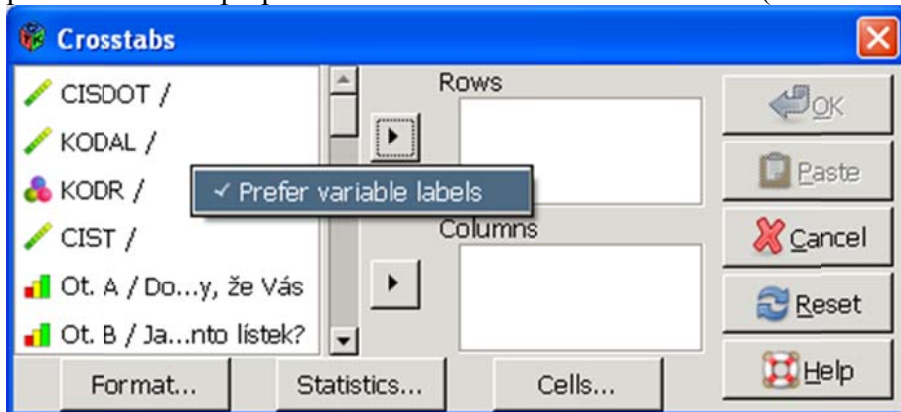 Crosstabs
CISDOT /
KODAL /
KODR /
CIST /
Ot. A / Do...y, že Vás
Ot. B / Ja...nto lístek?
✓ Prefer variable labels
Rows
Columns
OK
Paste
Cancel
Reset
Help
Format...
Statistics...
Cells...